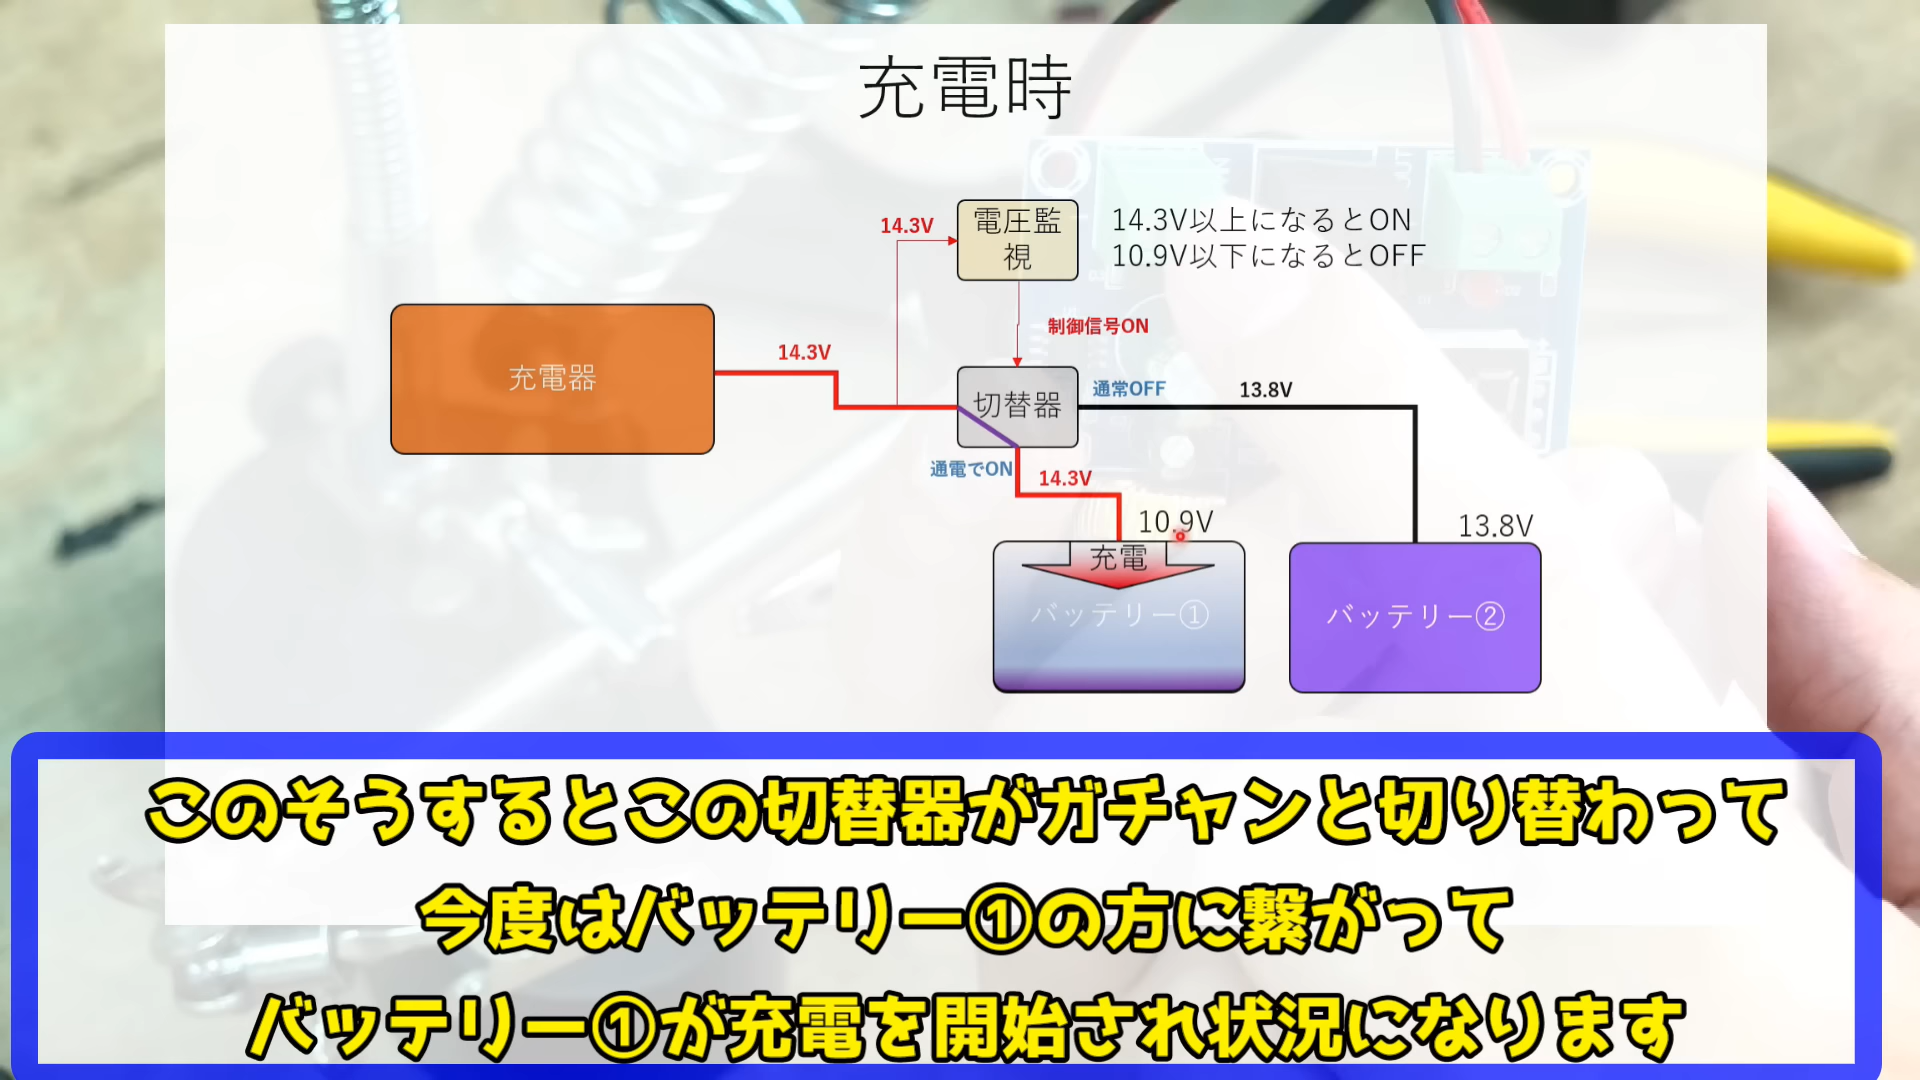 充電時
14.3V
電圧監
視
14.3V以上になるとON
10.9V以下になるとOFF
制御信号ON
充電器
14.3V
切替器
通常OFF
13.8V
通電でON
14.3V
10.9V
13.8V
充電
バッテリー①
バッテリー②
このそうするとこの切替器がガチャンと切り替わって
今度はバッテリー①の方に繋がって
バッテリー①が充電を開始され状況になります